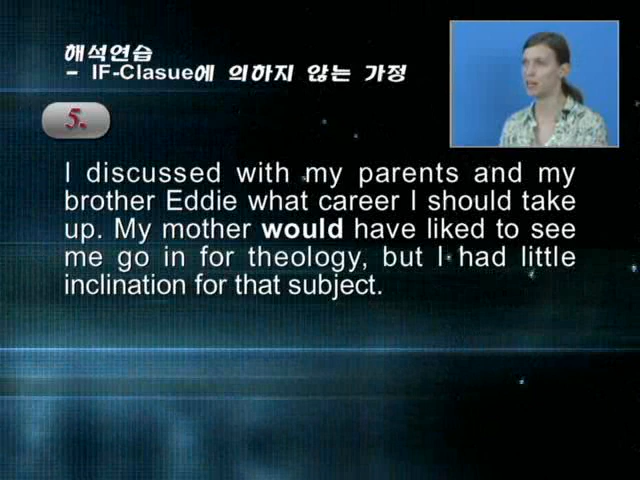 해석연습
- IF-Clasue에 의하지 않는 가정
5.
I discussed with my parents and my
brother Eddie what career I should take
up. My mother would have liked to see
me go in for theology, but I had little
inclination for that subject.